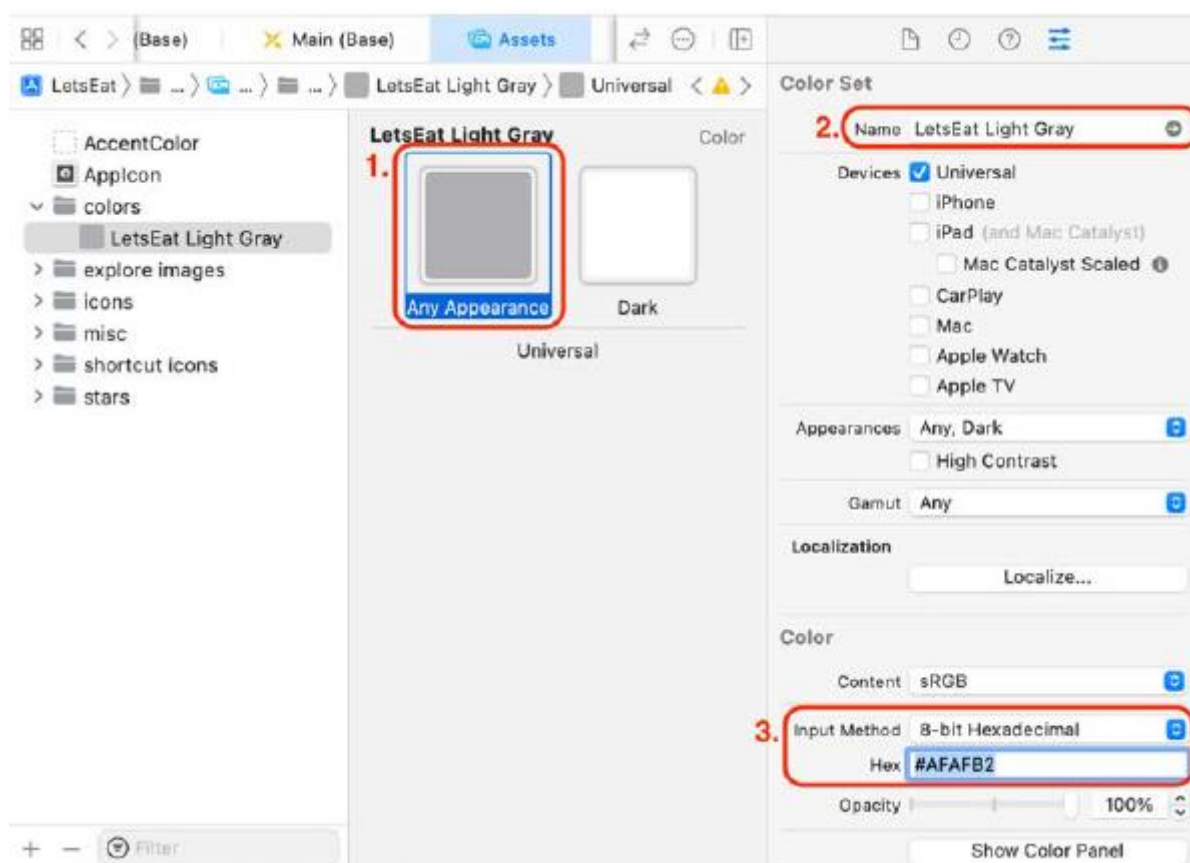 (Base) Main (Base) Assets
LetsEat ... ... ... LetsEat Light Gray Universal
AccentColor
AppIcon
colors
LetsEat Light Gray
explore images
icons
misc
shortcut icons
stars
Filter
LetsEat Light Gray Color
1.
Any Appearance Dark
Universal
Color Set
2. Name LetsEat Light Gray
Devices Universal
iPhone
iPad (and Mac Catalyst)
Mac Catalyst Scaled
CarPlay
Mac
Apple Watch
Apple TV
Appearances Any, Dark
High Contrast
Gamut Any
Localization
Localize...
Color
Content sRGB
3. Input Method 8-bit Hexadecimal
Hex #AFAFB2
Opacity 100%
Show Color Panel